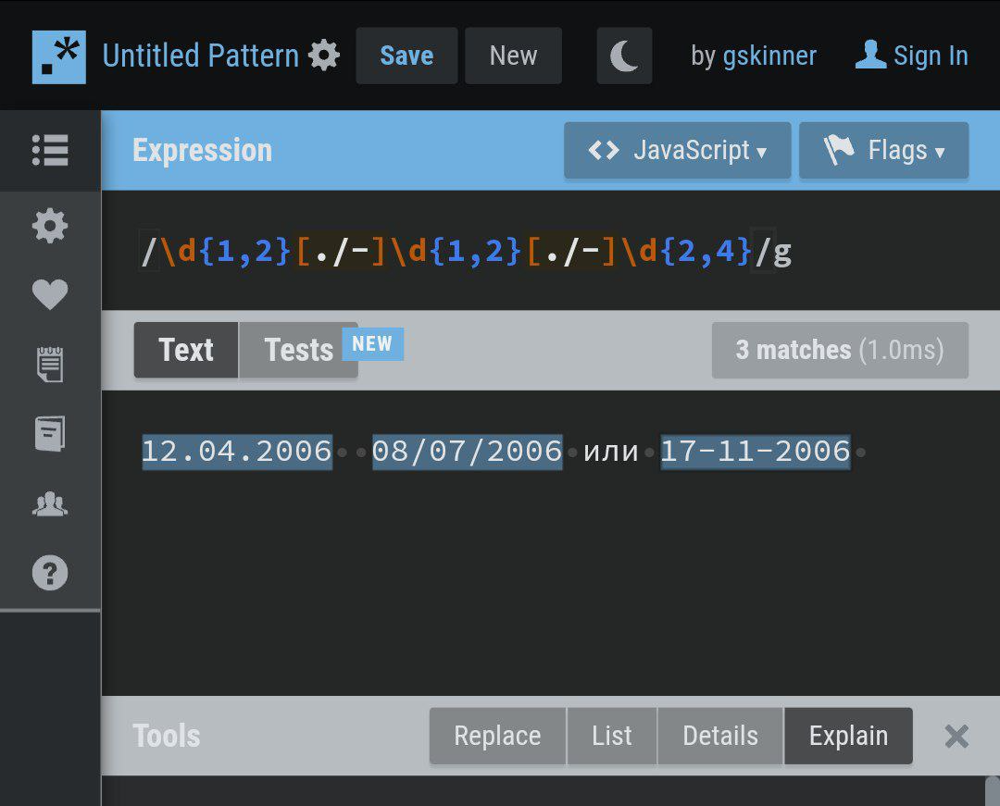 Untitled Pattern Save New by gskinner Sign In
Expression JavaScript Flags
/\d{1,2}[./-]\d{1,2}[./-]\d{2,4}/g
Text Tests NEW 3 matches (1.0ms)
12.04.2006 08/07/2006 или 17-11-2006
Tools Replace List Details Explain